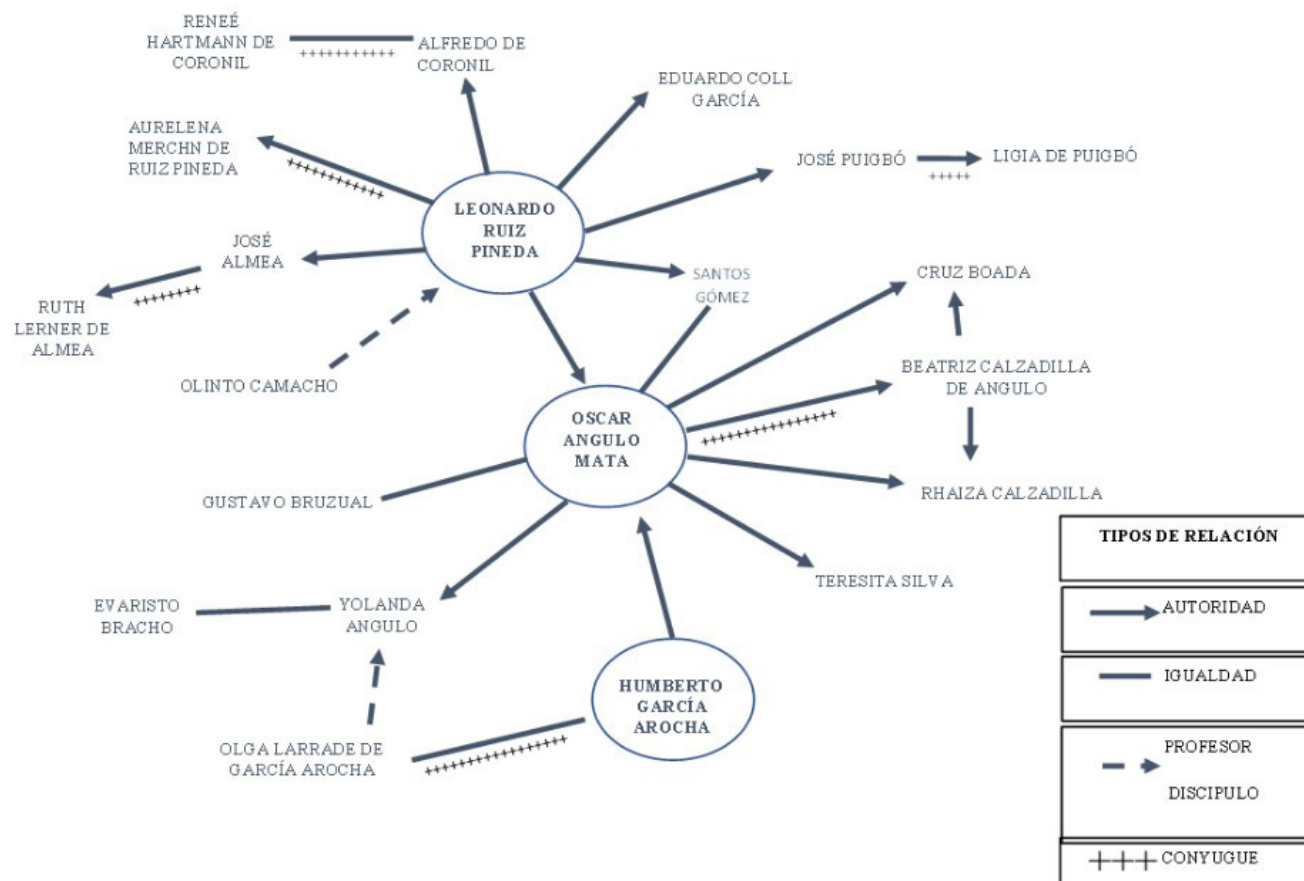 RENEÉ
HARTMANN DE
CORONIL
ALFREDO DE
CORONIL
EDUARDO COLL
GARCÍA
AURELENA
MERCHN DE
RUIZ PINEDA
JOSÉ PUIGBÓ
LIGIA DE PUIGBÓ
LEONARDO
RUIZ
PINEDA
JOSÉ
ALMEA
SANTOS
GÓMEZ
CRUZ BOADA
RUTH
LERNER DE
ALMEA
OLINTO CAMACHO
BEATRIZ CALZADILLA
DE ANGULO
OSCAR
ANGULO
MATA
GUSTAVO BRUZUAL
RHAIZA CALZADILLA
TERESITA SILVA
EVARISTO
BRACHO
YOLANDA
ANGULO
HUMBERTO
GARCÍA
AROCHA
OLGA LARRADE DE
GARCÍA AROCHA
TIPOS DE RELACIÓN
AUTORIDAD
IGUALDAD
PROFESOR
DISCIPULO
CONYUGUE